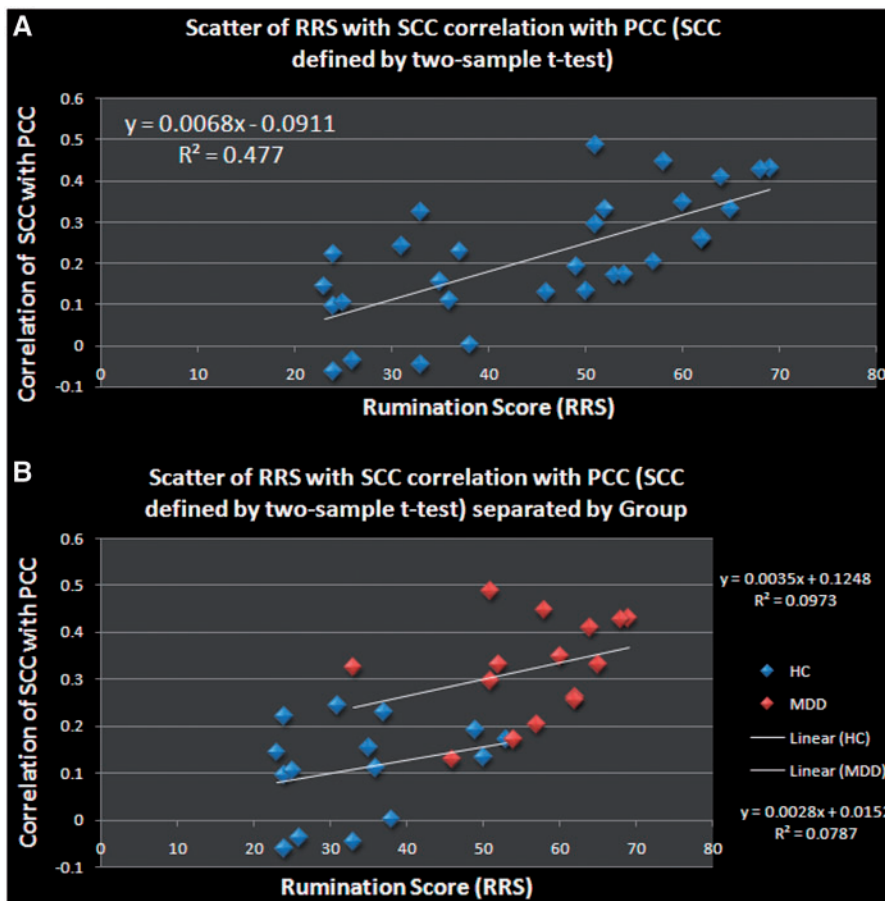 A
Scatter of RRS with SCC correlation with PCC (SCC
defined by two-sample t-test)
y = 0.0068x - 0.0911
R² = 0.477
Correlation of SCC with PCC
0.6
0.5
0.4
0.3
0.2
0.1
0
-0.1
0 10 20 30 40 50 60 70 80
Rumination Score (RRS)
B
Scatter of RRS with SCC correlation with PCC (SCC
defined by two-sample t-test) separated by Group
Correlation of SCC with PCC
0.6
0.5
0.4
0.3
0.2
0.1
0
-0.1
0 10 20 30 40 50 60 70 80
Rumination Score (RRS)
y = 0.0035x + 0.1248
R² = 0.0973
HC
MDD
Linear (HC)
Linear (MDD)
y = 0.0028x + 0.0152
R² = 0.0787